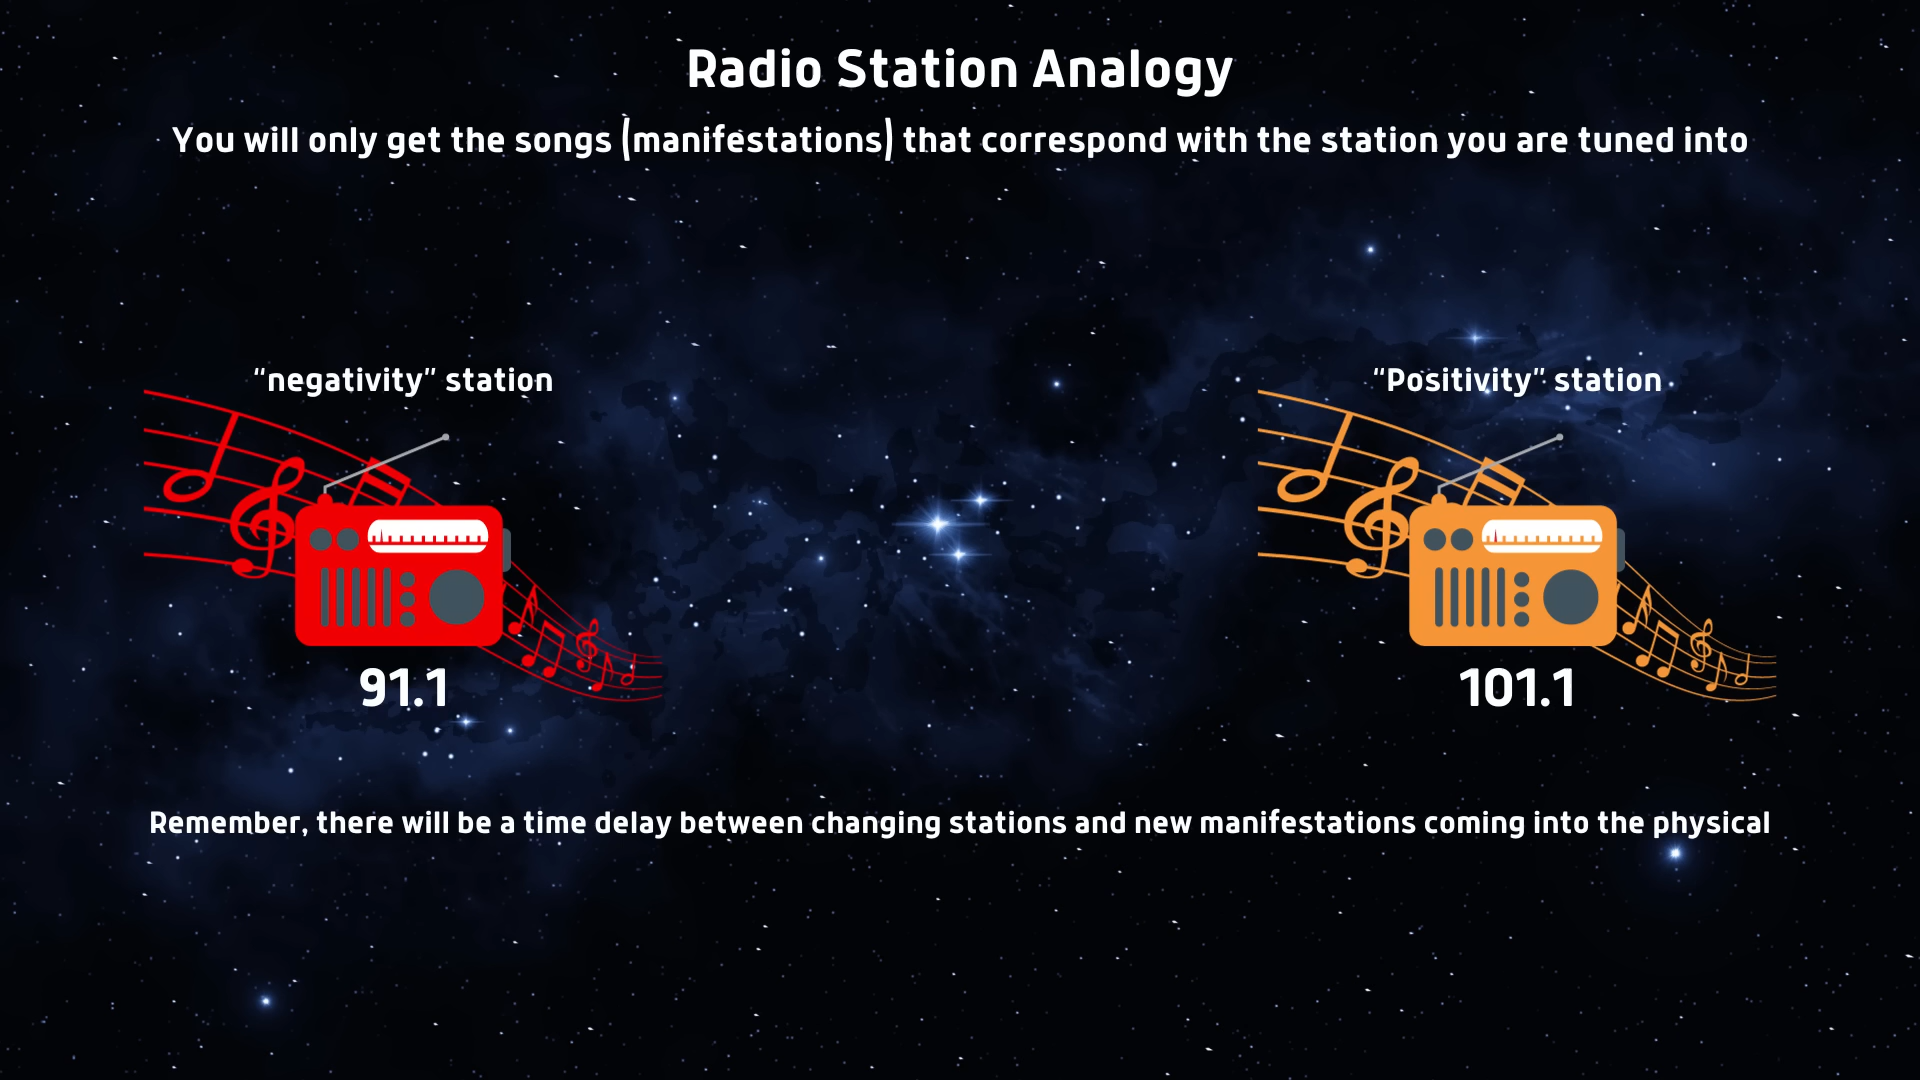 Radio Station Analogy
You will only get the songs (manifestations) that correspond with the station you are tuned into
“negativity” station
“Positivity” station
91.1
101.1
Remember, there will be a time delay between changing stations and new manifestations coming into the physical